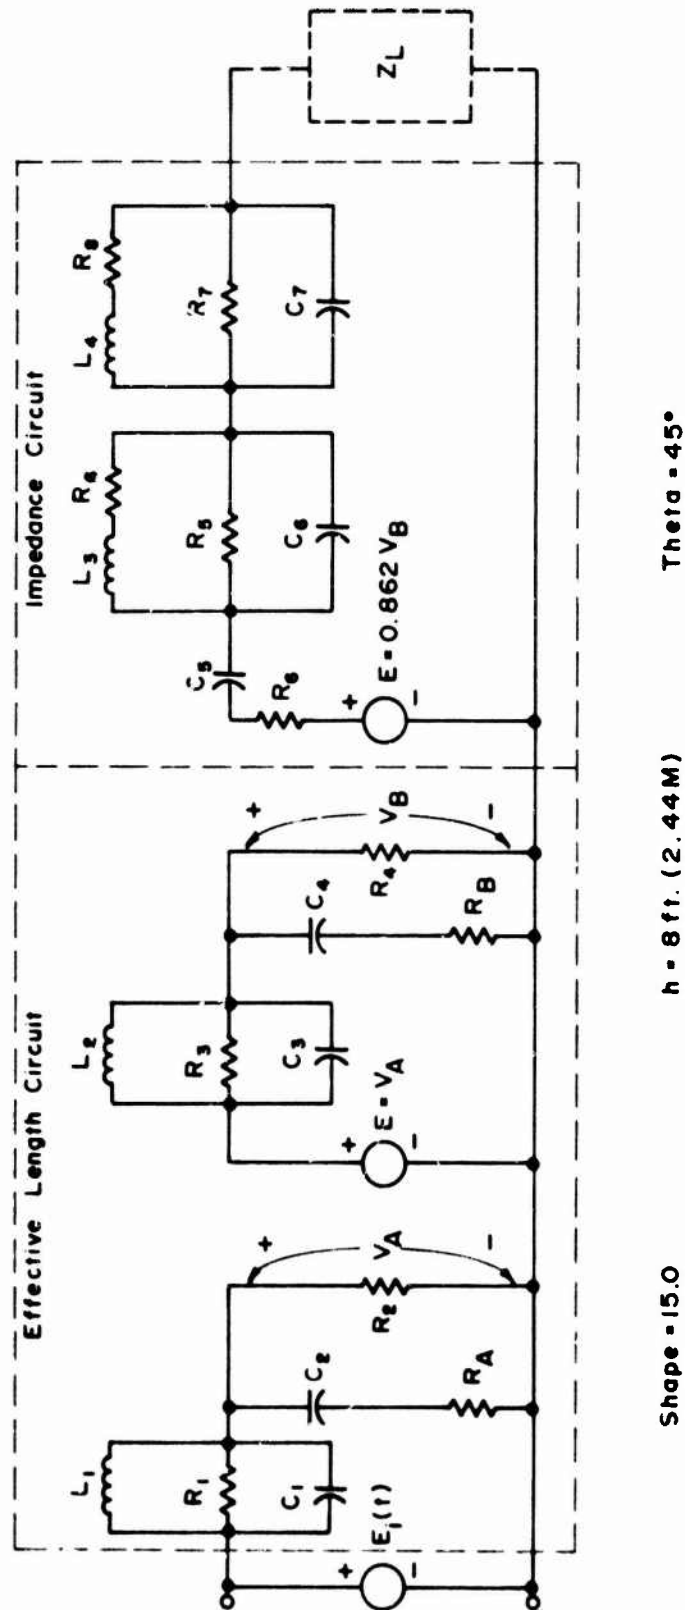 Effective Length Circuit
Impedance Circuit
L1
R1
C1
Ei(t)
+
-
C2
RA
R2
+
VA
-
L2
R3
C3
E = VA
+
-
C4
RB
R4
+
VB
-
C5
R6
+
E = 0.862 VB
-
L3
R5
C6
L4
R8
R7
C7
ZL
Shape = 15.0
h = 8 ft. (2.44M)
Theta = 45°